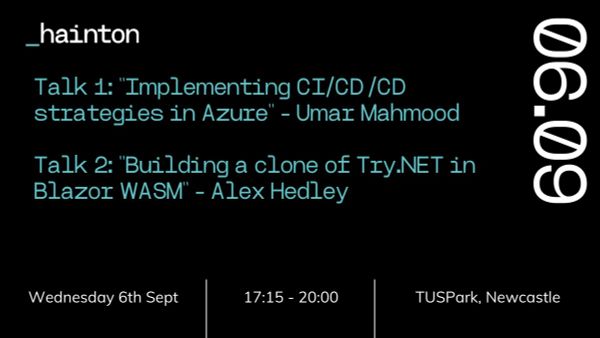 _hainton
06.09
Talk 1: "Implementing CI/CD /CD
strategies in Azure" - Umar Mahmood
Talk 2: "Building a clone of Try.NET in
Blazor WASM" - Alex Hedley
Wednesday 6th Sept
17:15 - 20:00
TUSPark, Newcastle